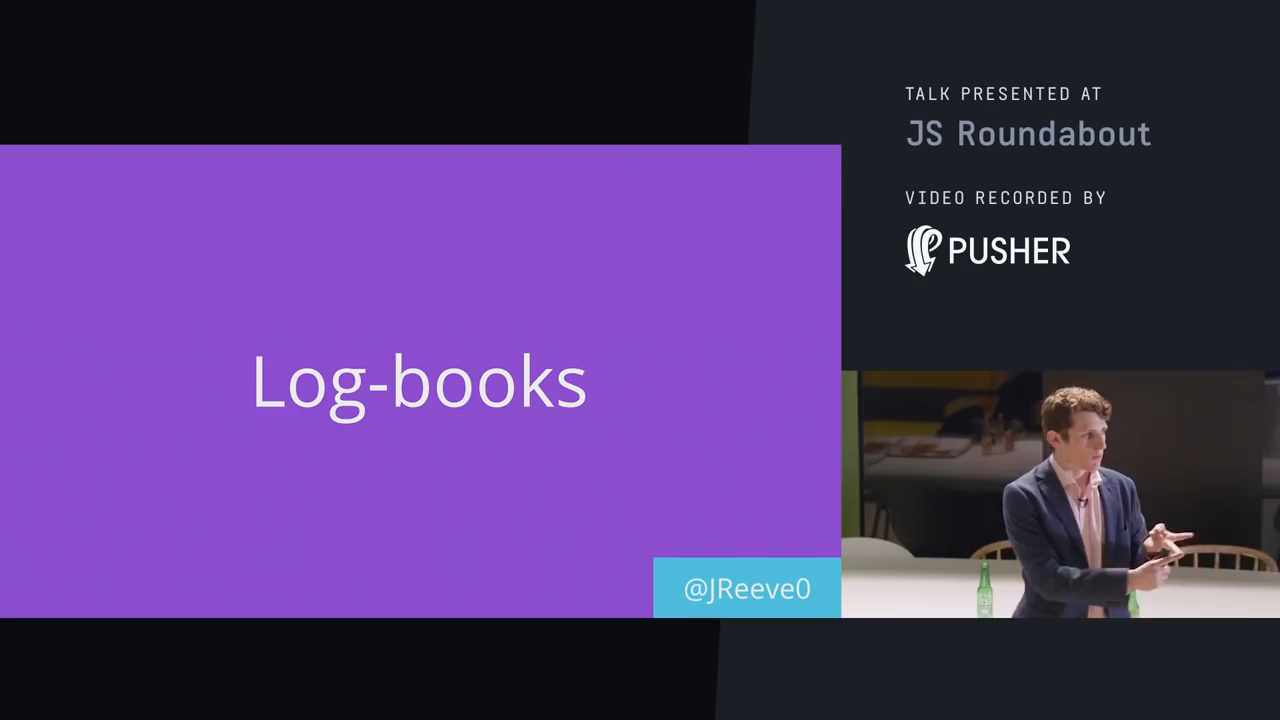 TALK PRESENTED AT
JS Roundabout
VIDEO RECORDED BY
PUSHER
Log-books
@JReeve0